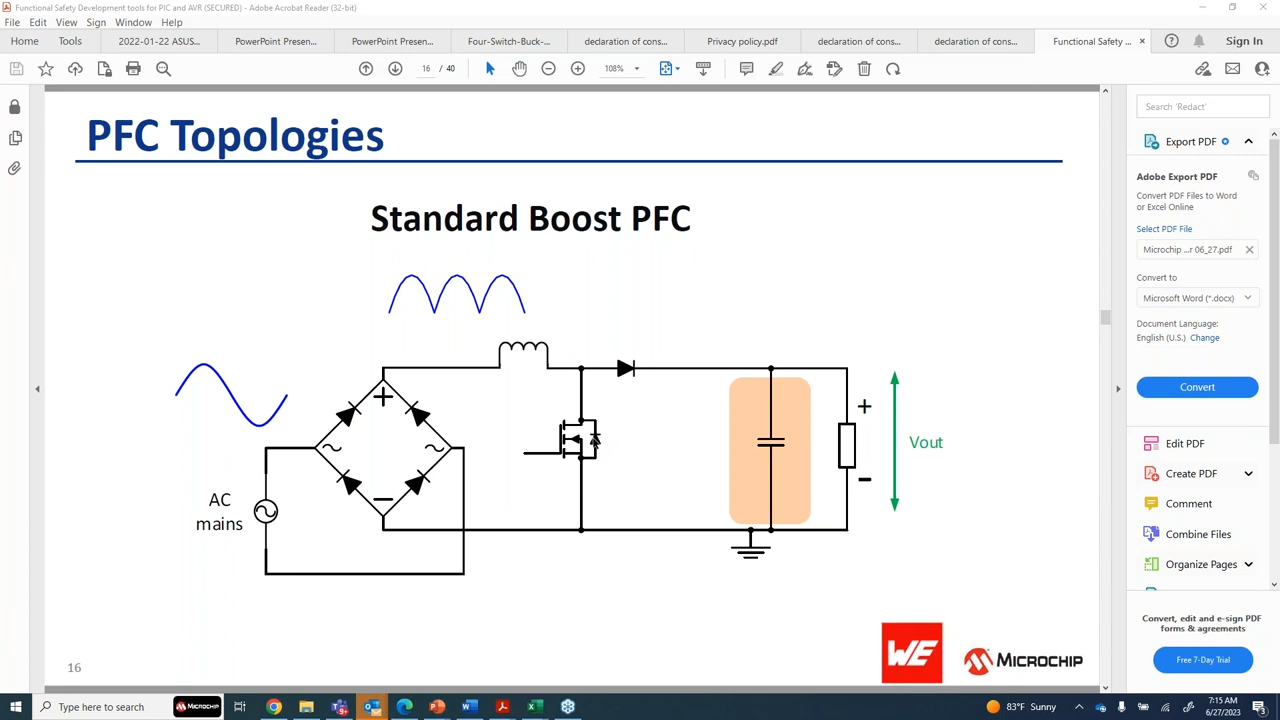 Functional Safety Development tools for PIC and AVR (SECURED) - Adobe Acrobat Reader (32-bit)
File Edit View Sign Window Help
Home Tools 2022-01-22 ASUS... PowerPoint Presen... PowerPoint Presen... Four-Switch-Buck-... declaration of cons... Privacy policy.pdf declaration of cons... declaration of cons... Functional Safety ... × Sign In
16 / 40 108%
PFC Topologies
Standard Boost PFC
AC
mains
+
−
+
−
Vout
16
WE
MICROCHIP
Search 'Redact'
Export PDF
Adobe Export PDF
Convert PDF Files to Word
or Excel Online
Select PDF File
Microchip ...r 06_27.pdf
Convert to
Microsoft Word (*.docx)
Document Language:
English (U.S.) Change
Convert
Edit PDF
Create PDF
Comment
Combine Files
Organize Pages
Convert, edit and e-sign PDF
forms & agreements
Free 7-Day Trial
Type here to search
MICROCHIP
83°F Sunny
7:15 AM
6/27/2023